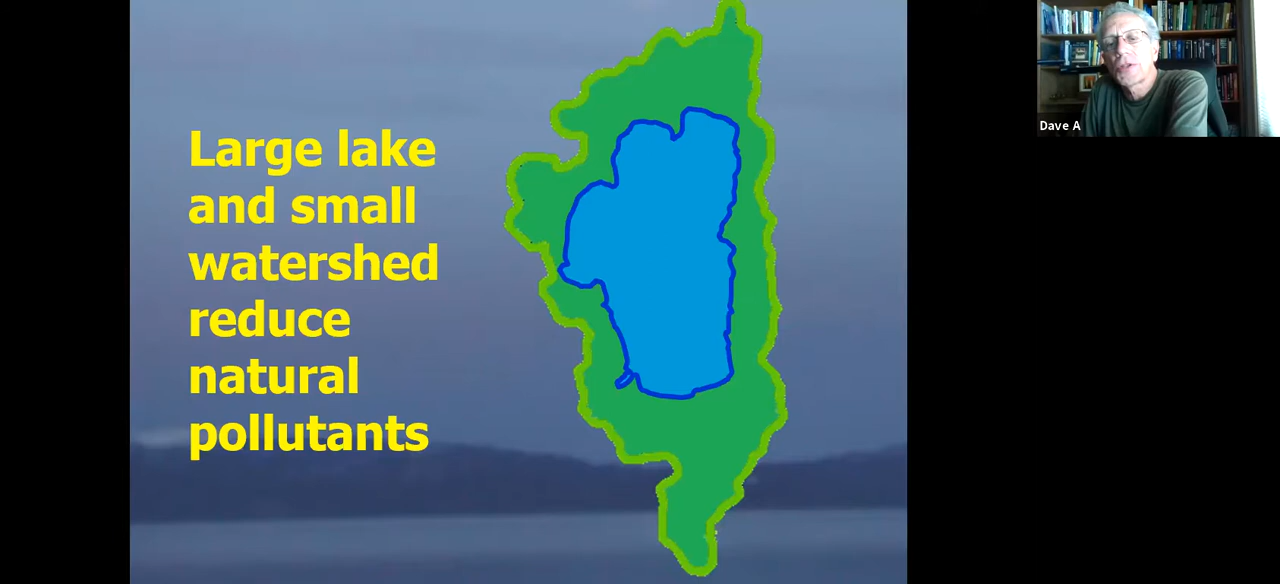 Large lake
and small
watershed
reduce
natural
pollutants
Dave A